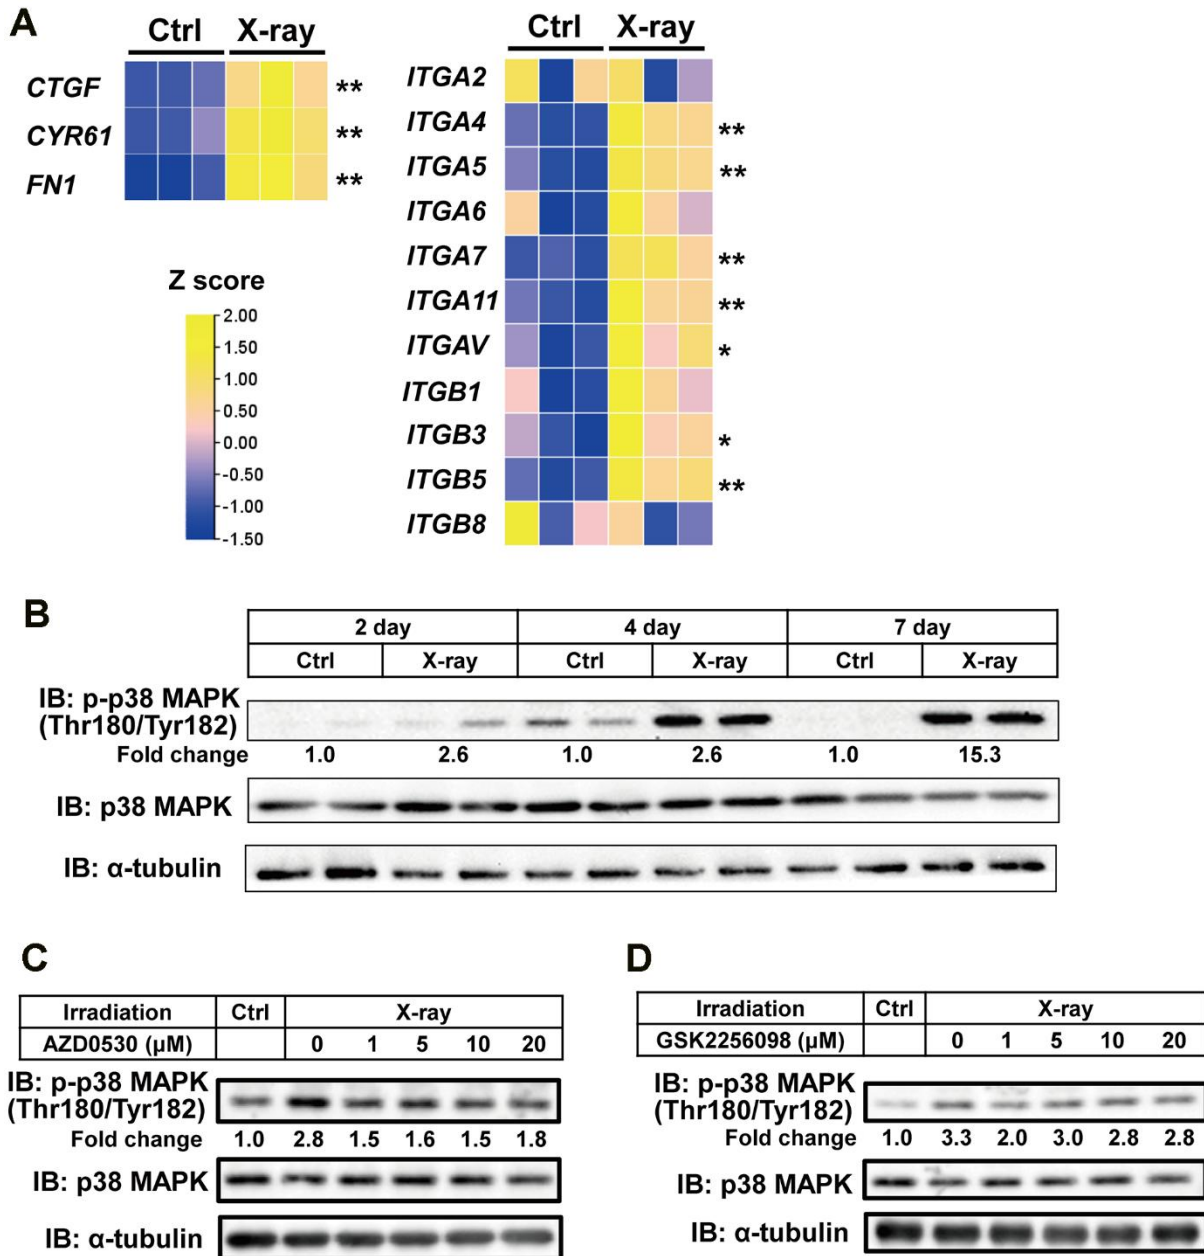 A
Ctrl X-ray
CTGF **
CYR61 **
FN1 **
Z score
2.00
1.50
1.00
0.50
0.00
-0.50
-1.00
-1.50
Ctrl X-ray
ITGA2
ITGA4 **
ITGA5 **
ITGA6
ITGA7 **
ITGA11 **
ITGAV *
ITGB1
ITGB3 *
ITGB5 **
ITGB8
B
2 day 4 day 7 day
Ctrl X-ray Ctrl X-ray Ctrl X-ray
IB: p-p38 MAPK
(Thr180/Tyr182)
Fold change 1.0 2.6 1.0 2.6 1.0 15.3
IB: p38 MAPK
IB: α-tubulin
C
Irradiation Ctrl X-ray
AZD0530 (μM) 0 1 5 10 20
IB: p-p38 MAPK
(Thr180/Tyr182)
Fold change 1.0 2.8 1.5 1.6 1.5 1.8
IB: p38 MAPK
IB: α-tubulin
D
Irradiation Ctrl X-ray
GSK2256098 (μM) 0 1 5 10 20
IB: p-p38 MAPK
(Thr180/Tyr182)
Fold change 1.0 3.3 2.0 3.0 2.8 2.8
IB: p38 MAPK
IB: α-tubulin